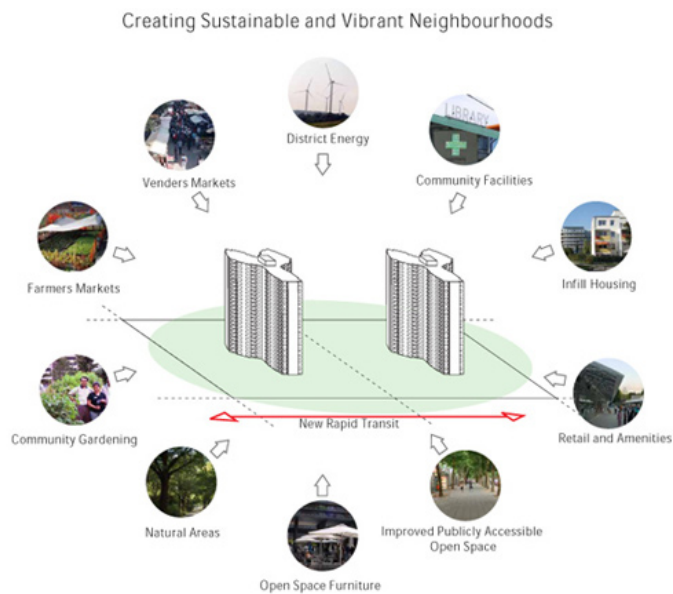 Creating Sustainable and Vibrant Neighbourhoods
District Energy
Venders Markets
LIBRARY
Community Facilities
Farmers Markets
Infill Housing
New Rapid Transit
Community Gardening
Retail and Amenities
Natural Areas
Improved Publicly Accessible
Open Space
Open Space Furniture